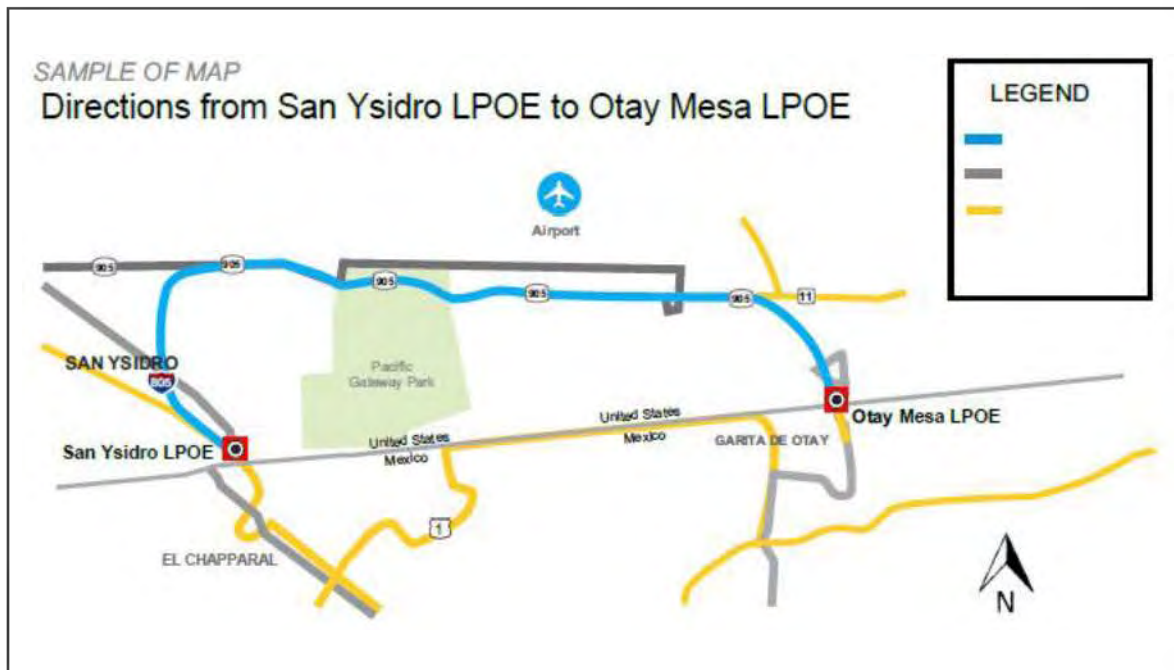 SAMPLE OF MAP
Directions from San Ysidro LPOE to Otay Mesa LPOE
LEGEND
Airport
905
905
905
905
905
11
SAN YSIDRO
805
Pacific
Gateway Park
San Ysidro LPOE
United States
Mexico
United States
Mexico
Otay Mesa LPOE
GARITA DE OTAY
1
EL CHAPPARAL
N